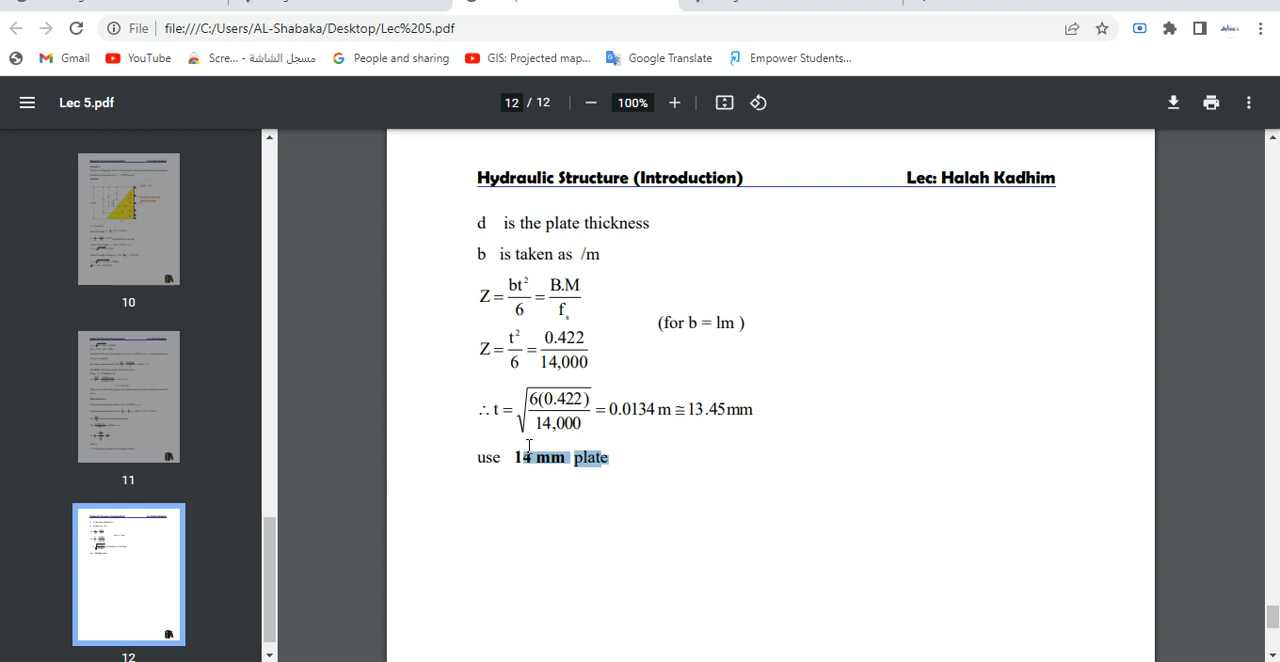 File file:///C:/Users/AL-Shabaka/Desktop/Lec%205.pdf
Gmail YouTube Scre... - مسجل الشاشة People and sharing GIS: Projected map... Google Translate Empower Students...
Lec 5.pdf 12 / 12 100%
10
11
12
Hydraulic Structure (Introduction) Lec: Halah Kadhim
d is the plate thickness
b is taken as /m
Z = bt²/6 = B.M/fs
(for b = lm )
Z = t²/6 = 0.422/14,000
∴ t = √(6(0.422)/14,000) = 0.0134 m ≅ 13.45mm
use 14 mm plate